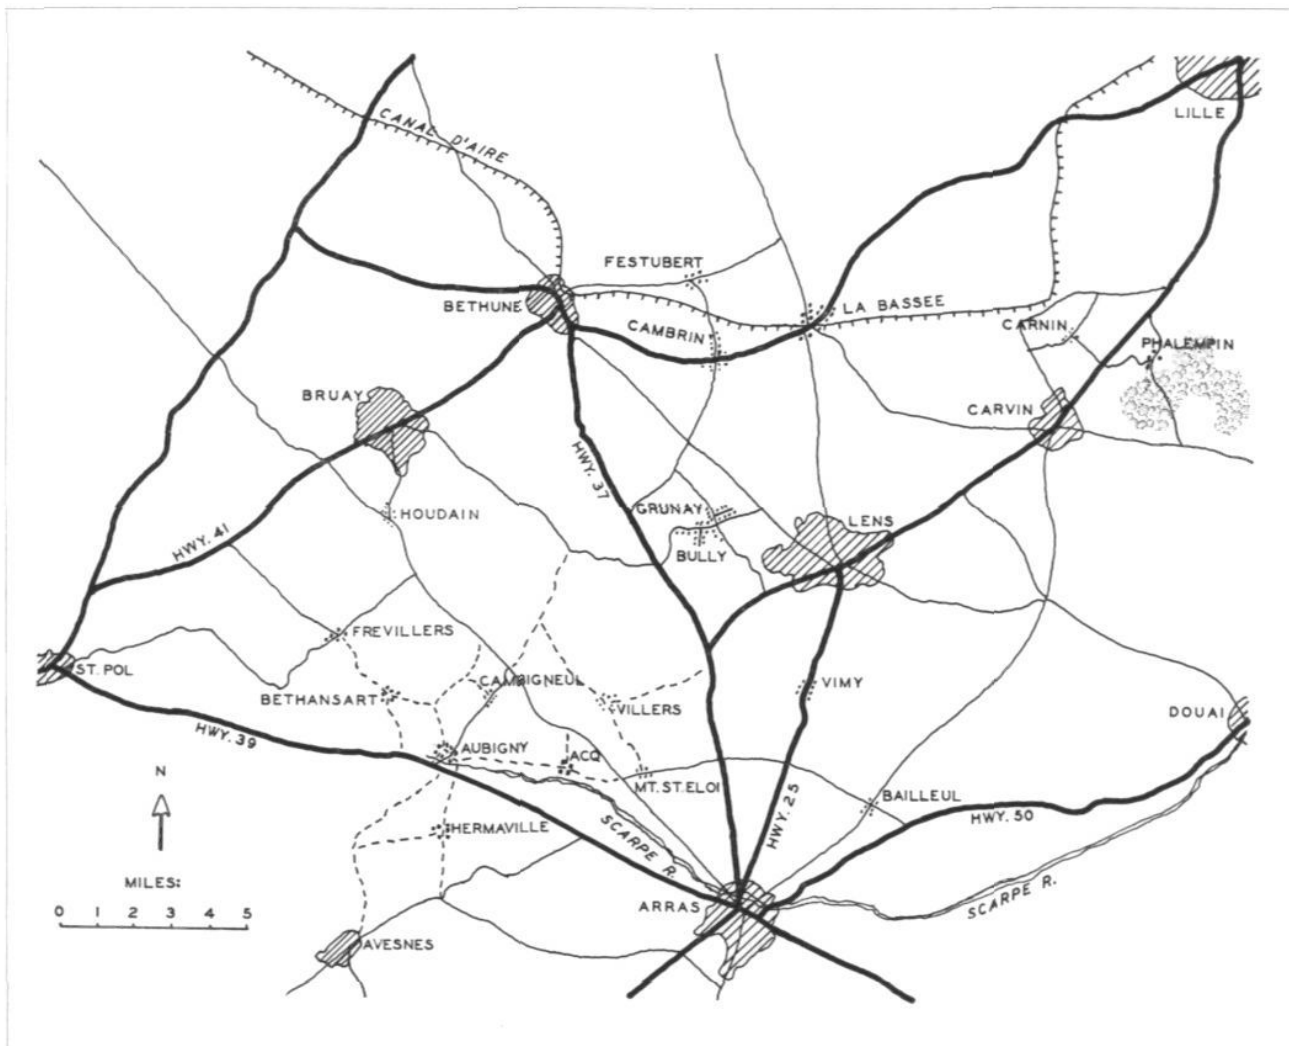 LILLE
CANAL D'AIRE
FESTUBERT
BETHUNE
LA BASSEE
CAMBRIN
CARNIN
PHALEMPIN
BRUAY
CARVIN
HWY. 37
GRUNAY
HOUDAIN
LENS
HWY. 41
BULLY
FREVILLERS
ST. POL
CAMBIGNEUL
BETHANSART
VILLERS
VIMY
DOUAI
HWY. 39
AUBIGNY
ACQ
MT. ST. ELOI
N
HWY. 25
BAILLEUL
HWY. 50
HERMAVILLE
SCARPE R.
MILES:
SCARPE R.
0 1 2 3 4 5
ARRAS
AVESNES